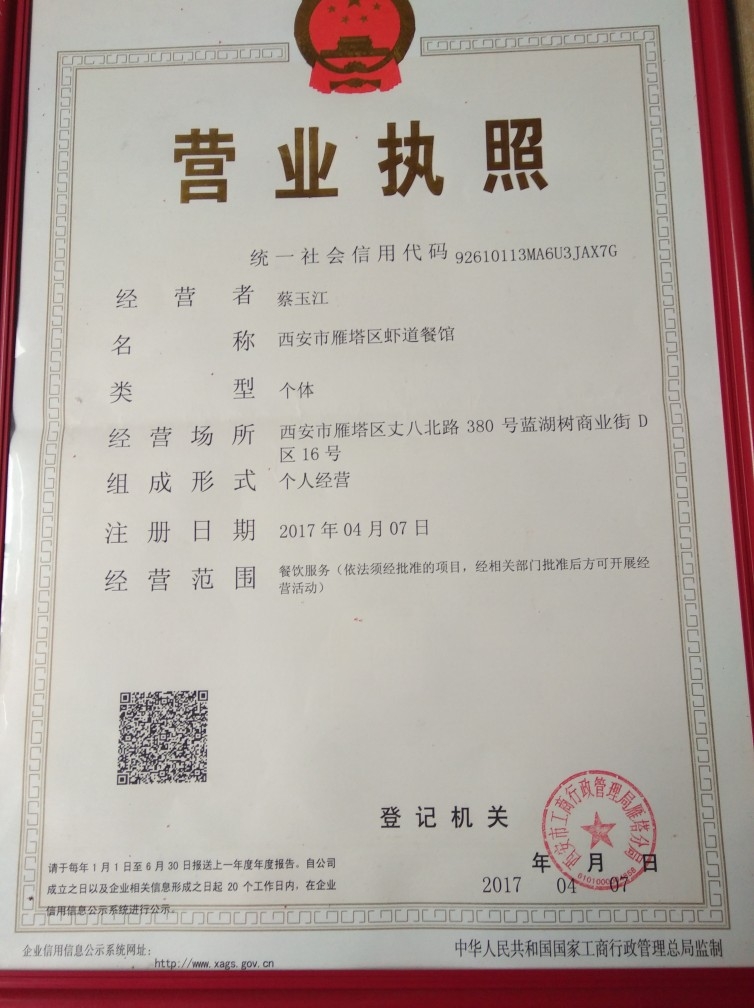 营业执照
统一社会信用代码 92610113MA6U3JAX7G
经营者 蔡玉江
名称 西安市雁塔区虾道餐馆
类型 个体
经营场所 西安市雁塔区丈八北路 380 号蓝湖树商业街 D
区 16 号
组成形式 个人经营
注册日期 2017 年 04 月 07 日
经营范围 餐饮服务（依法须经批准的项目，经相关部门批准后方可开展经
营活动）
登记机关
西安市工商行政管理局雁塔分局
年 月 日
2017 04 07
请于每年 1 月 1 日至 6 月 30 日报送上一年度年度报告。自公司
成立之日以及企业相关信息形成之日起 20 个工作日内，在企业
信用信息公示系统进行公示。
企业信用信息公示系统网址：
http://www.xags.gov.cn
中华人民共和国国家工商行政管理总局监制